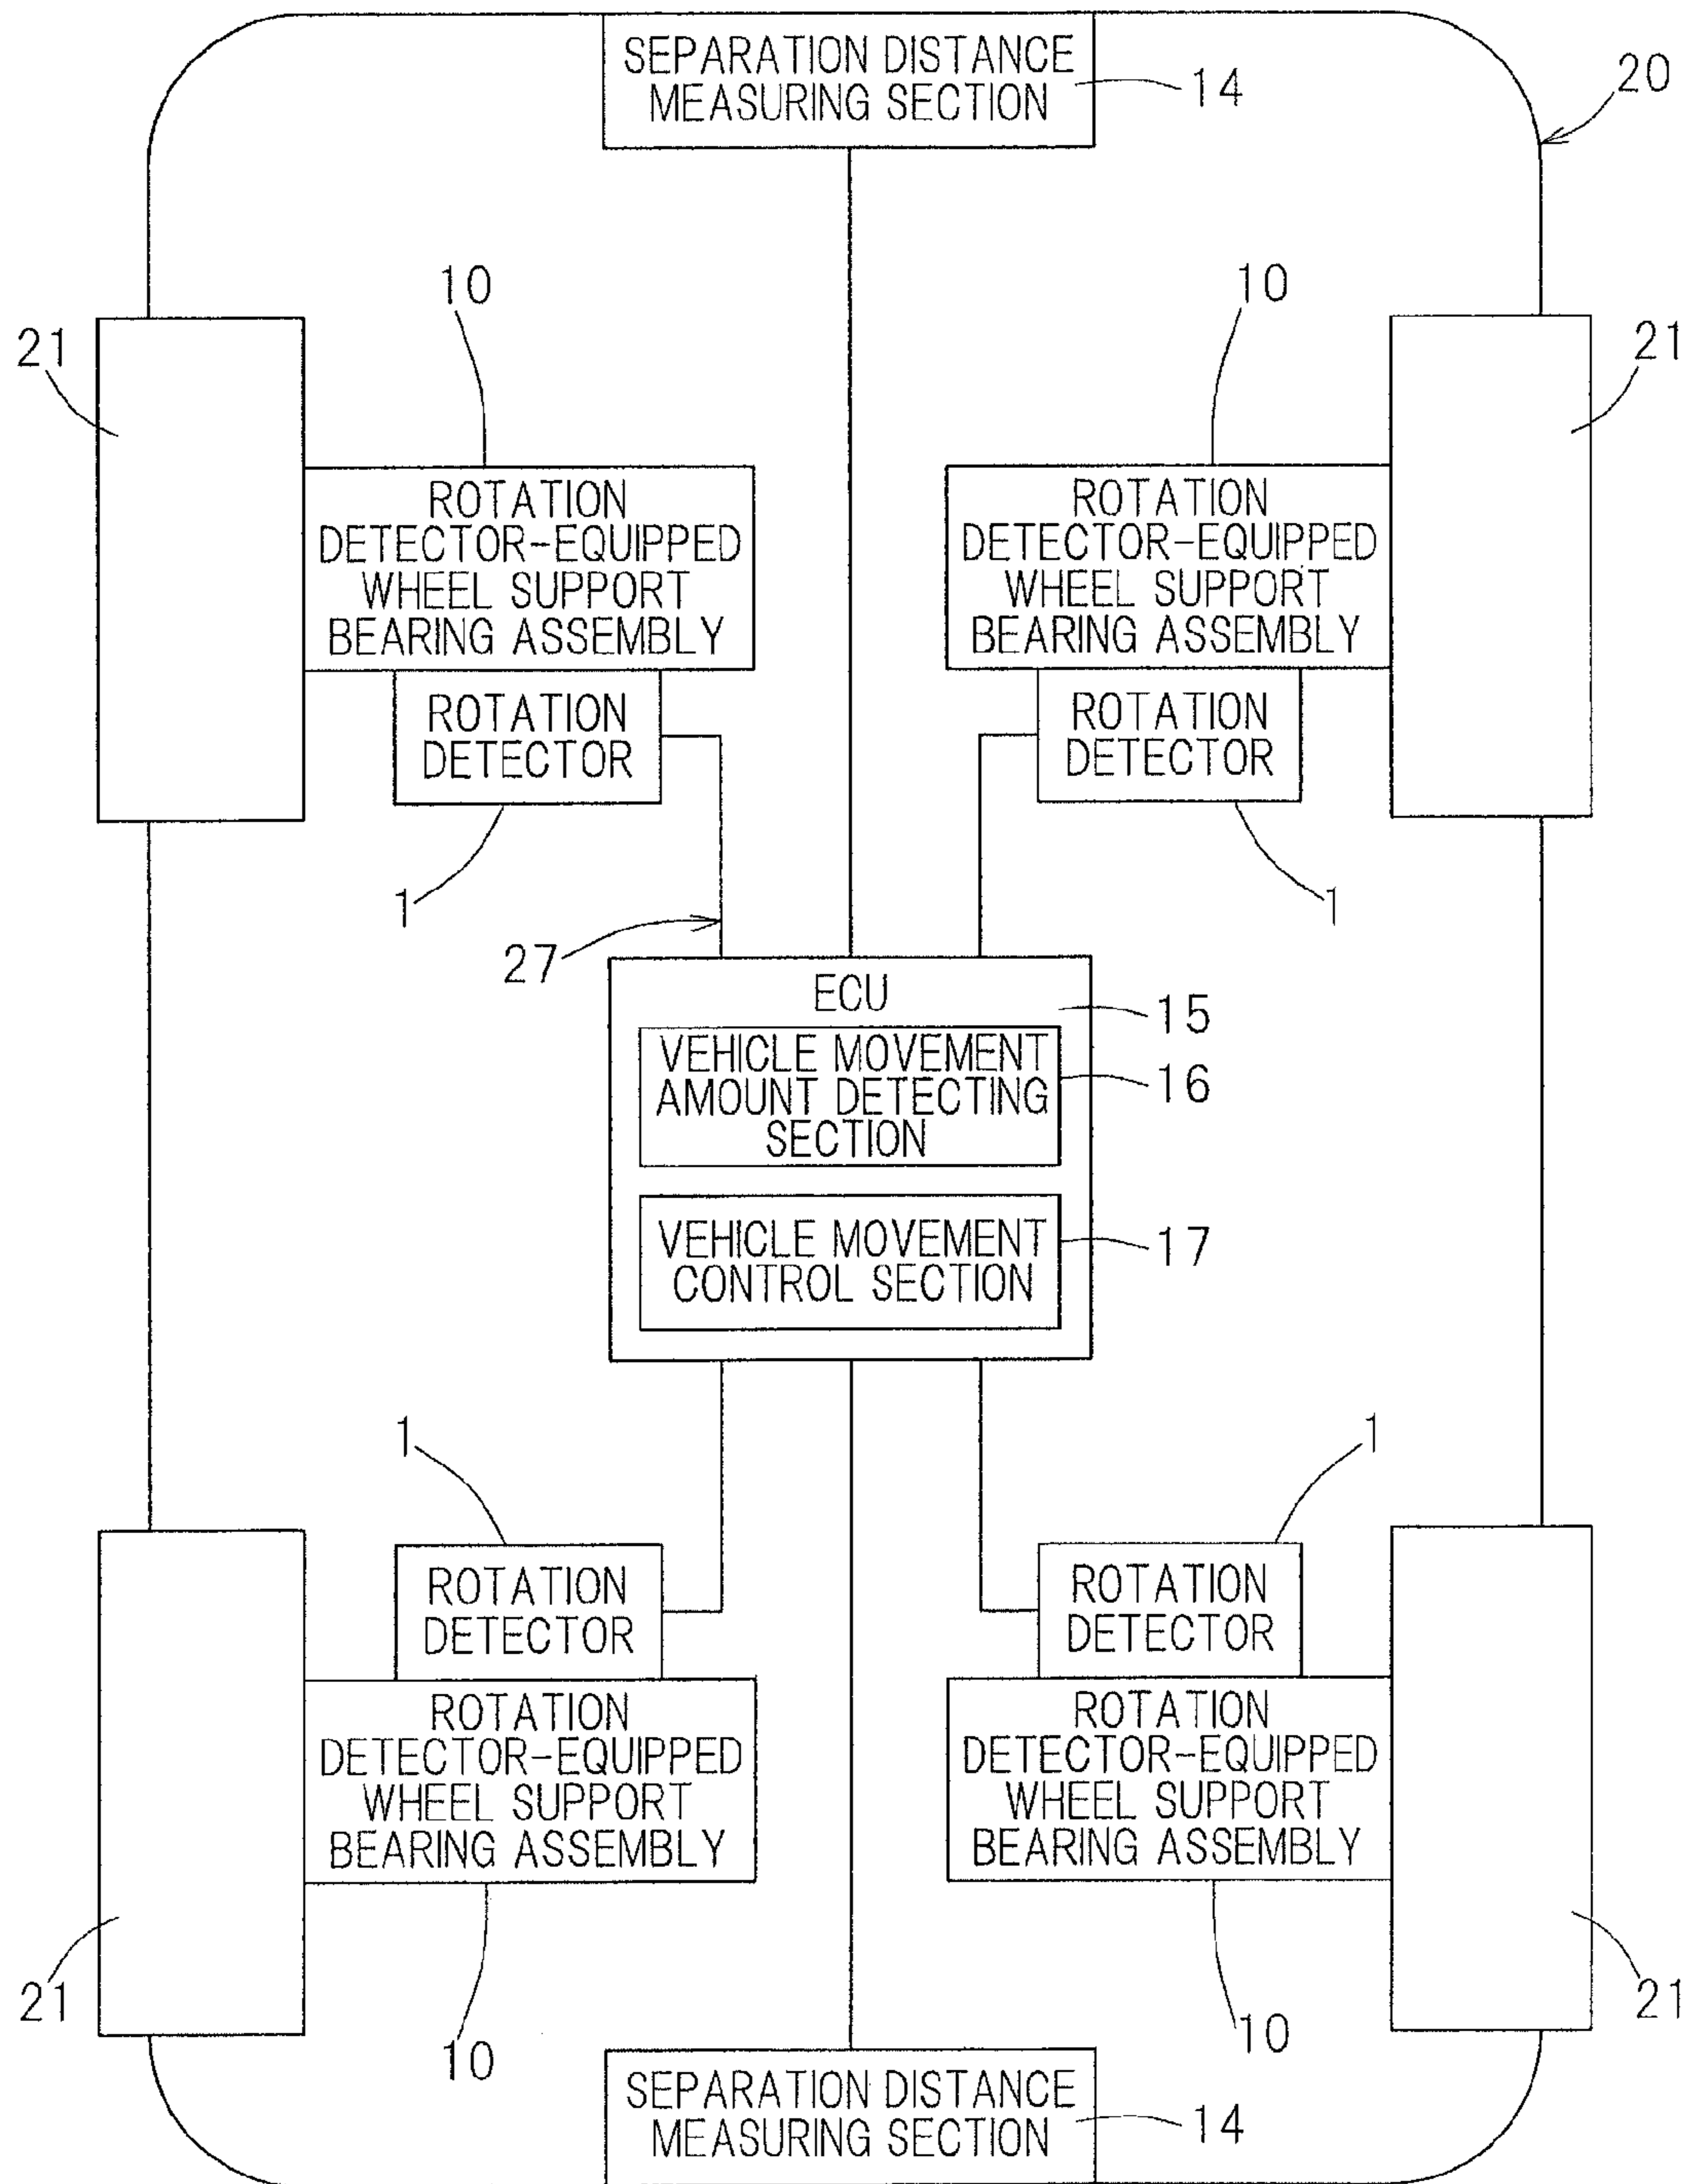 SEPARATION DISTANCE
MEASURING SECTION
14
20
10
10
21
21
ROTATION
DETECTOR-EQUIPPED
WHEEL SUPPORT
BEARING ASSEMBLY
ROTATION
DETECTOR-EQUIPPED
WHEEL SUPPORT
BEARING ASSEMBLY
ROTATION
DETECTOR
ROTATION
DETECTOR
1
1
27
ECU
15
VEHICLE MOVEMENT
AMOUNT DETECTING
SECTION
16
VEHICLE MOVEMENT
CONTROL SECTION
17
1
1
ROTATION
DETECTOR
ROTATION
DETECTOR
ROTATION
DETECTOR-EQUIPPED
WHEEL SUPPORT
BEARING ASSEMBLY
ROTATION
DETECTOR-EQUIPPED
WHEEL SUPPORT
BEARING ASSEMBLY
21
21
10
10
SEPARATION DISTANCE
MEASURING SECTION
14